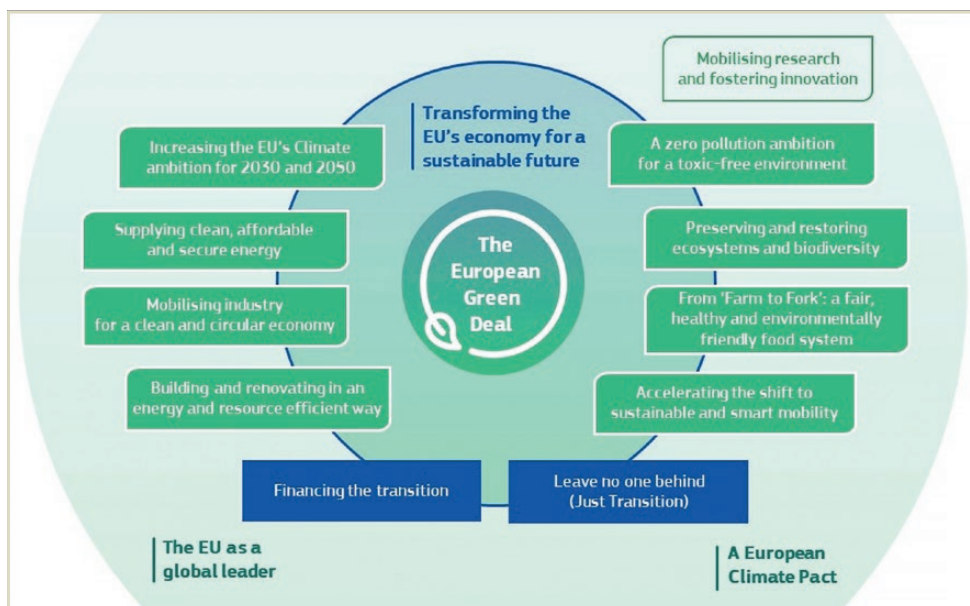 Mobilising research
and fostering innovation
Transforming the
EU's economy for a
sustainable future
Increasing the EU's Climate
ambition for 2030 and 2050
A zero pollution ambition
for a toxic-free environment
Supplying clean, affordable
and secure energy
Preserving and restoring
ecosystems and biodiversity
The
European
Green
Deal
Mobilising industry
for a clean and circular economy
From 'Farm to Fork': a fair,
healthy and environmentally
friendly food system
Building and renovating in an
energy and resource efficient way
Accelerating the shift to
sustainable and smart mobility
Financing the transition
Leave no one behind
(Just Transition)
The EU as a
global leader
A European
Climate Pact